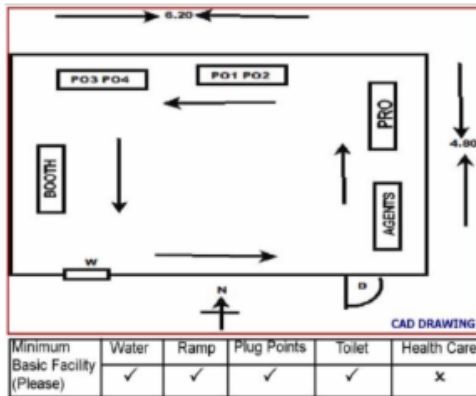 6.20
PO3 PO4
PO1 PO2
PRO
4.80
BOOTH
AGENTS
W
N
D
CAD DRAWING
Minimum Basic Facility (Please) Water Ramp Plug Points Toilet Health Care
✓ ✓ ✓ ✓ x